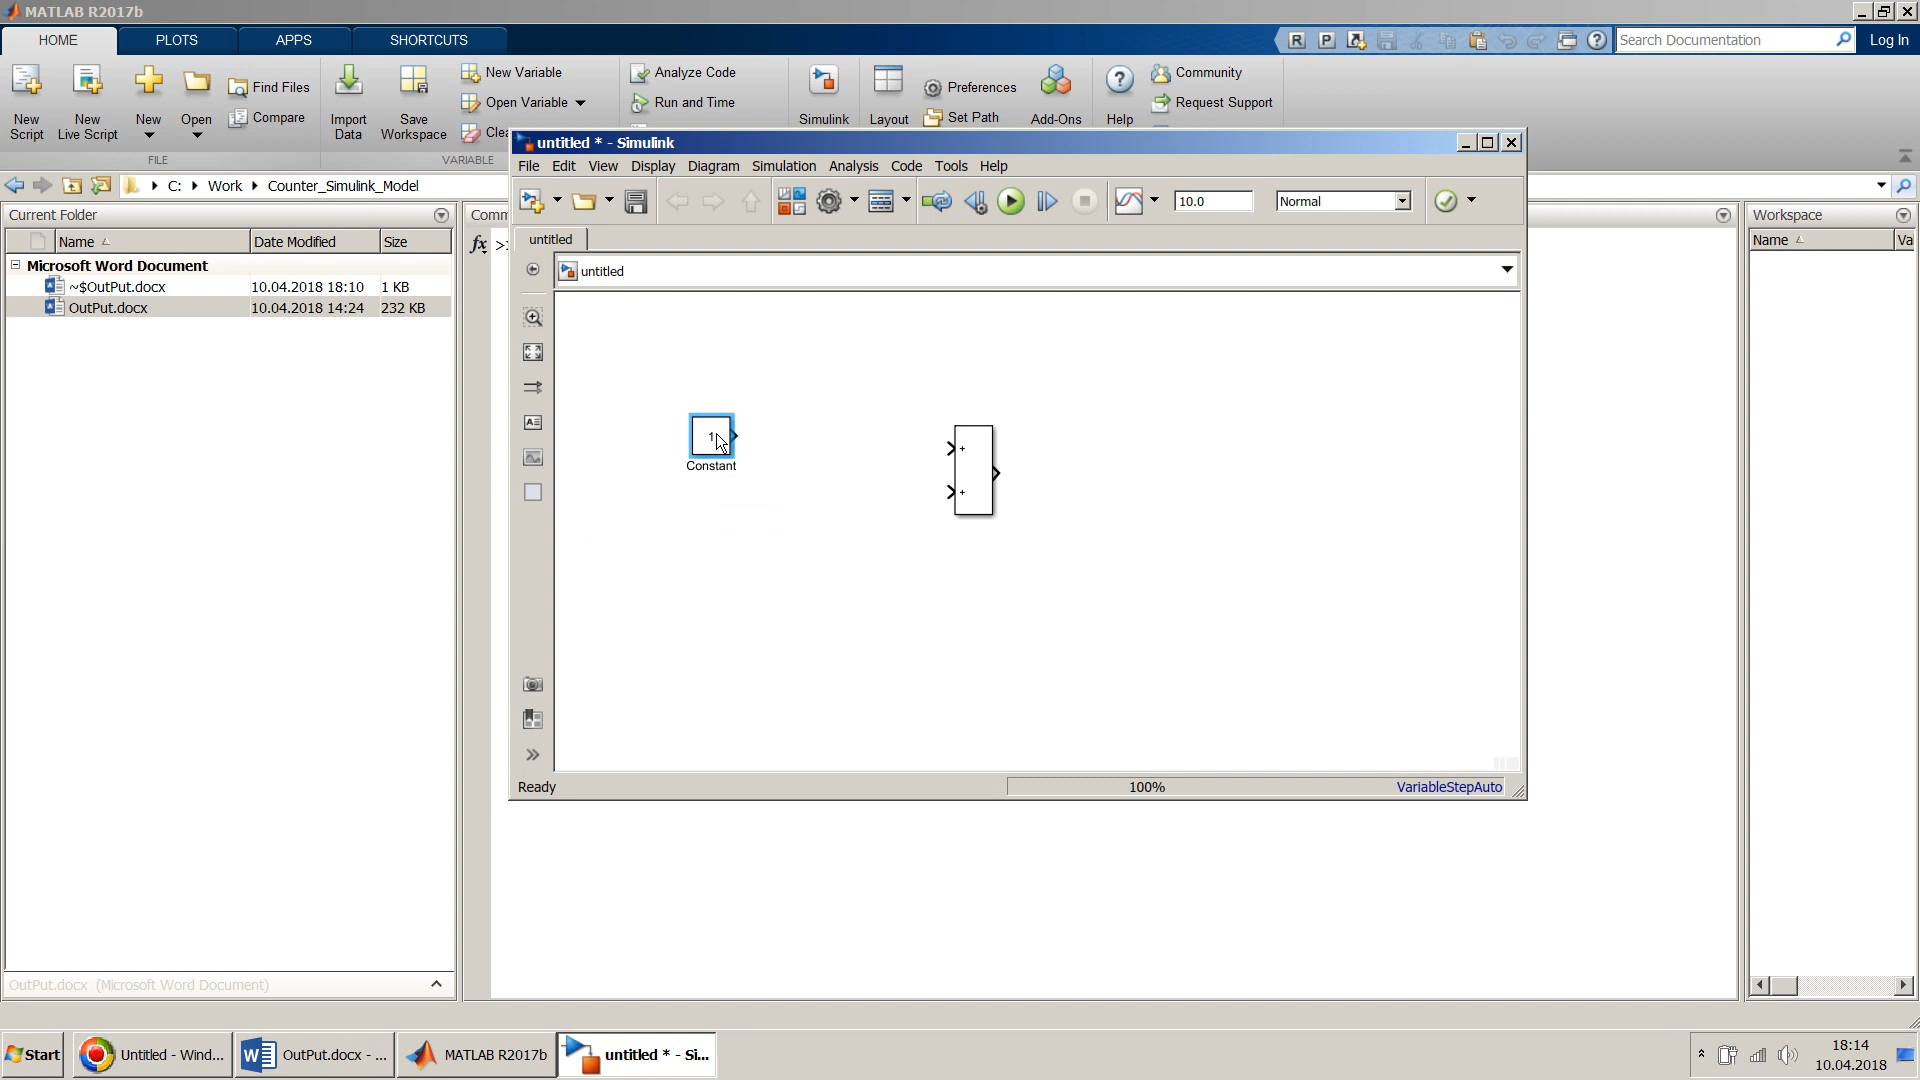 MATLAB R2017b
HOME PLOTS APPS SHORTCUTS
Search Documentation Log In
New Script
New Live Script
New
Open
Find Files
Compare
Import Data
Save Workspace
New Variable
Open Variable
Analyze Code
Run and Time
Simulink
Layout
Preferences
Set Path
Add-Ons
Help
Community
Request Support
FILE VARIABLE
C: Work Counter_Simulink_Model
Current Folder
Name Date Modified Size
Microsoft Word Document
~$OutPut.docx 10.04.2018 18:10 1 KB
OutPut.docx 10.04.2018 14:24 232 KB
OutPut.docx (Microsoft Word Document)
fx
untitled * - Simulink
File Edit View Display Diagram Simulation Analysis Code Tools Help
10.0 Normal
untitled
untitled
1
Constant
+
+
Ready 100% VariableStepAuto
Workspace
Name
Start Untitled - Wind... OutPut.docx - ... MATLAB R2017b untitled * - Si...
18:14
10.04.2018